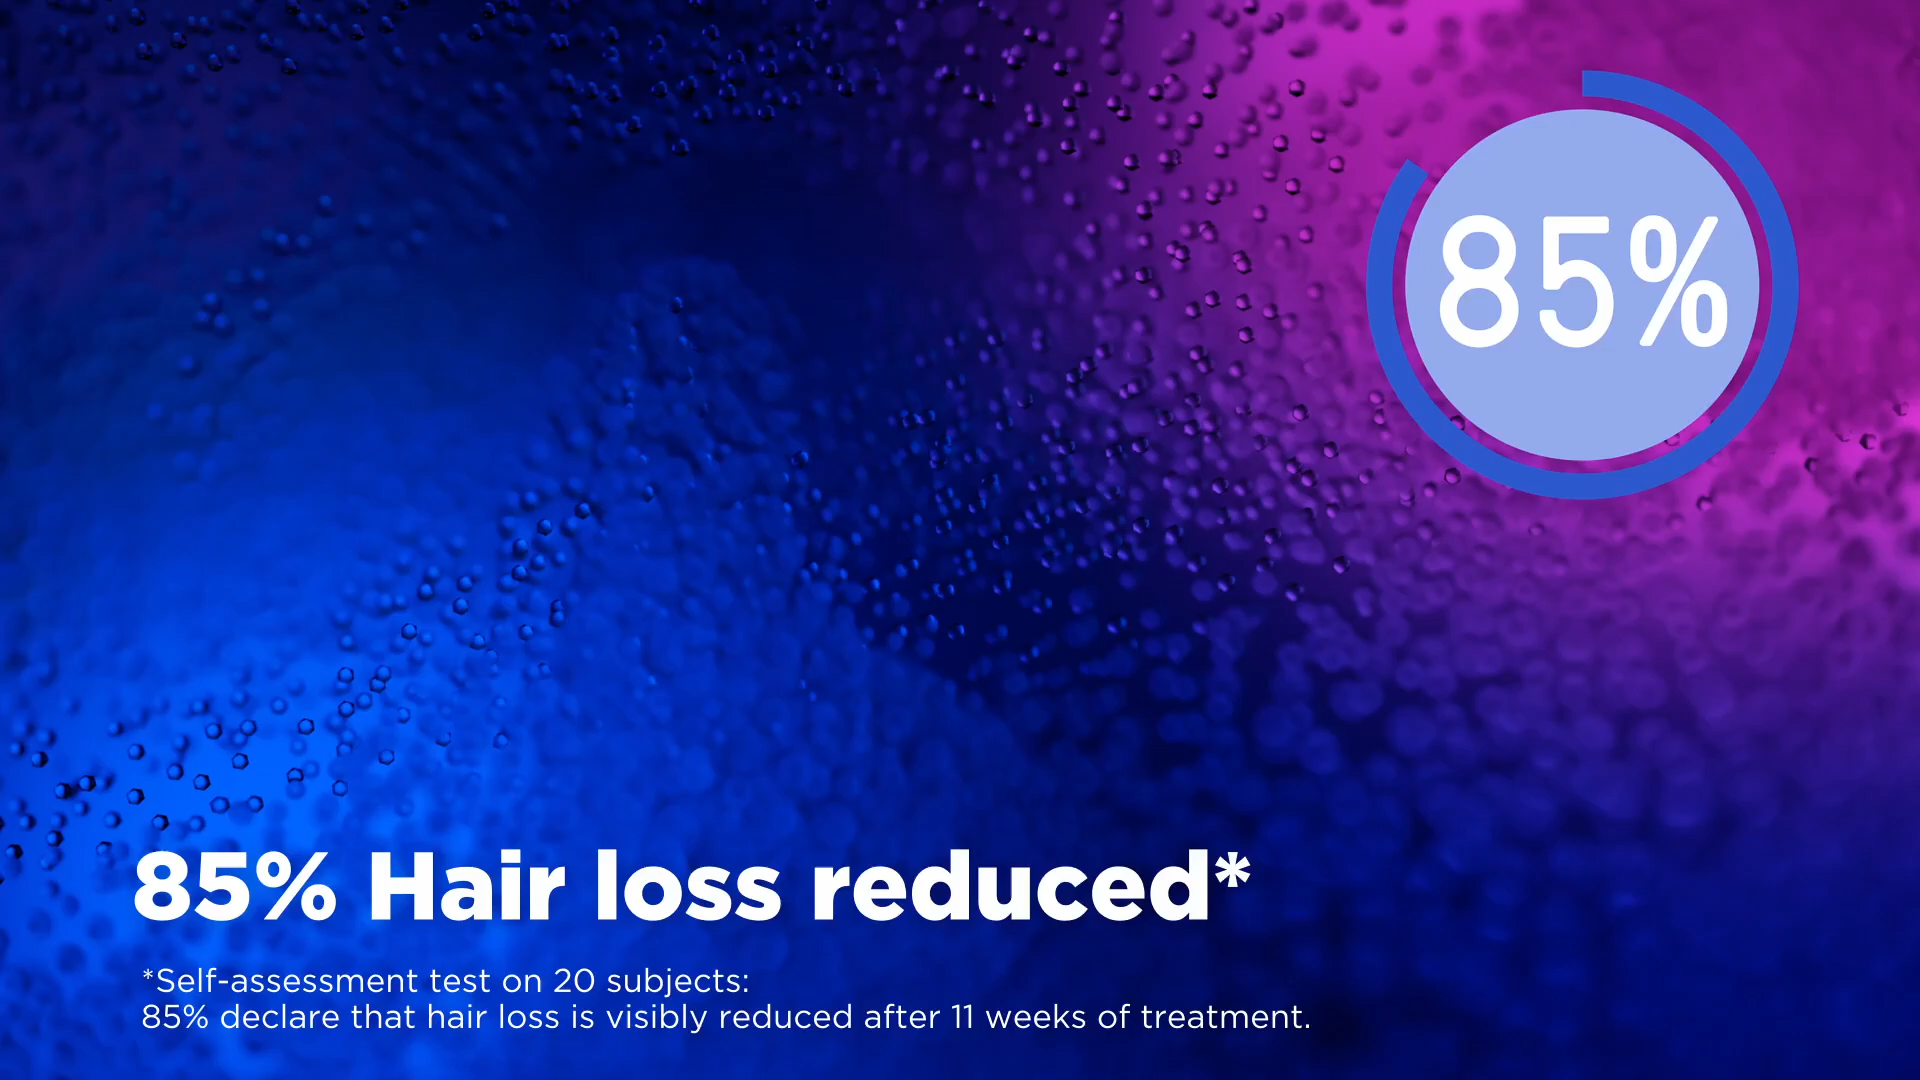 85%
85% Hair loss reduced*
*Self-assessment test on 20 subjects:
85% declare that hair loss is visibly reduced after 11 weeks of treatment.